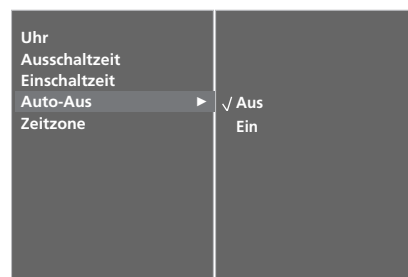 Uhr
Ausschaltzeit
Einschaltzeit
Auto-Aus ► √ Aus
Ein
Zeitzone